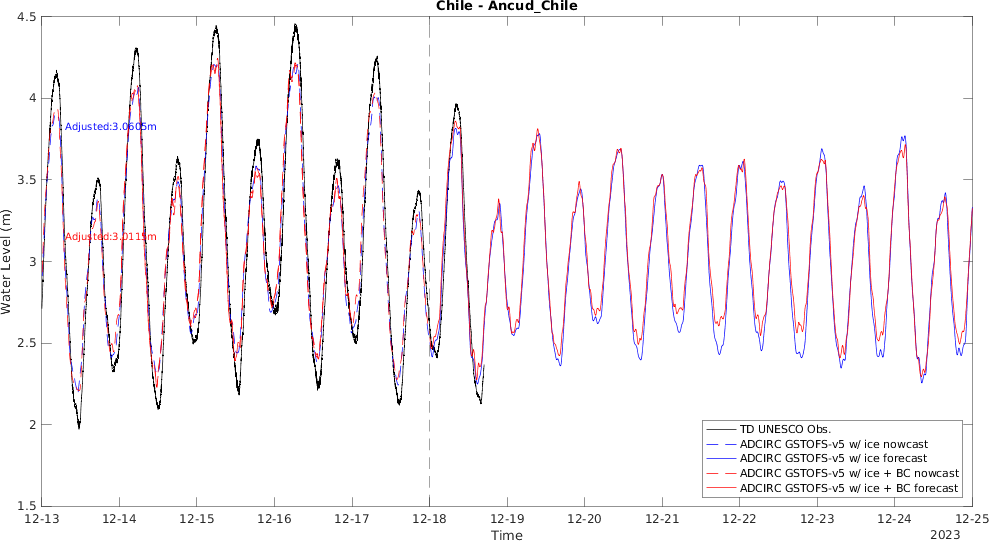 Chile - Ancud_Chile
4.5
4
3.5
3
2.5
2
1.5
Water Level (m)
Adjusted:3.0605m
Adjusted:3.0119m
TD UNESCO Obs.
ADCIRC GSTOFS-v5 w/ ice nowcast
ADCIRC GSTOFS-v5 w/ ice forecast
ADCIRC GSTOFS-v5 w/ ice + BC nowcast
ADCIRC GSTOFS-v5 w/ ice + BC forecast
12-13 12-14 12-15 12-16 12-17 12-18 12-19 12-20 12-21 12-22 12-23 12-24 12-25
Time
2023